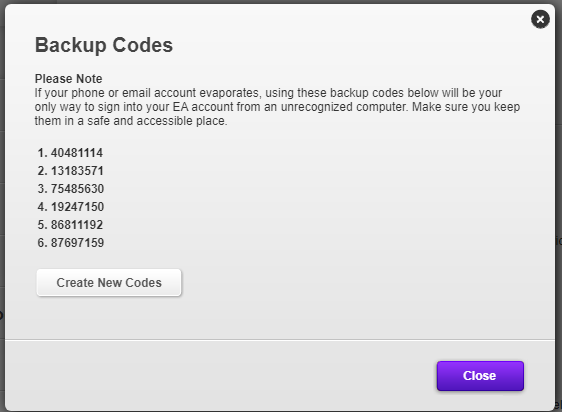 Backup Codes
Please Note
If your phone or email account evaporates, using these backup codes below will be your
only way to sign into your EA account from an unrecognized computer. Make sure you keep
them in a safe and accessible place.
1. 40481114
2. 13183571
3. 75485630
4. 19247150
5. 86811192
6. 87697159
Create New Codes
Close